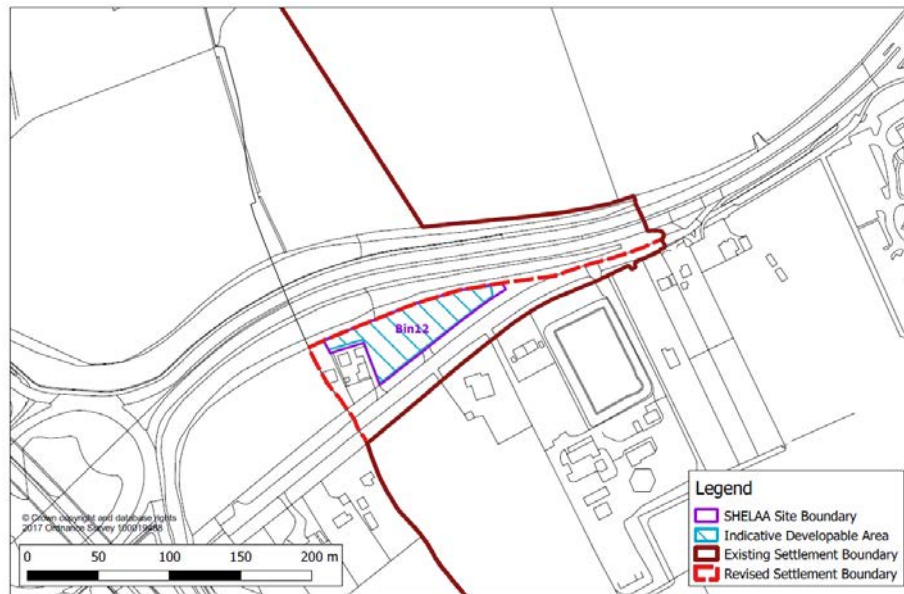 Bin12
© Crown copyright and database rights
2017 Ordnance Survey 100019488
0 50 100 150 200 m
Legend
SHELAA Site Boundary
Indicative Developable Area
Existing Settlement Boundary
Revised Settlement Boundary